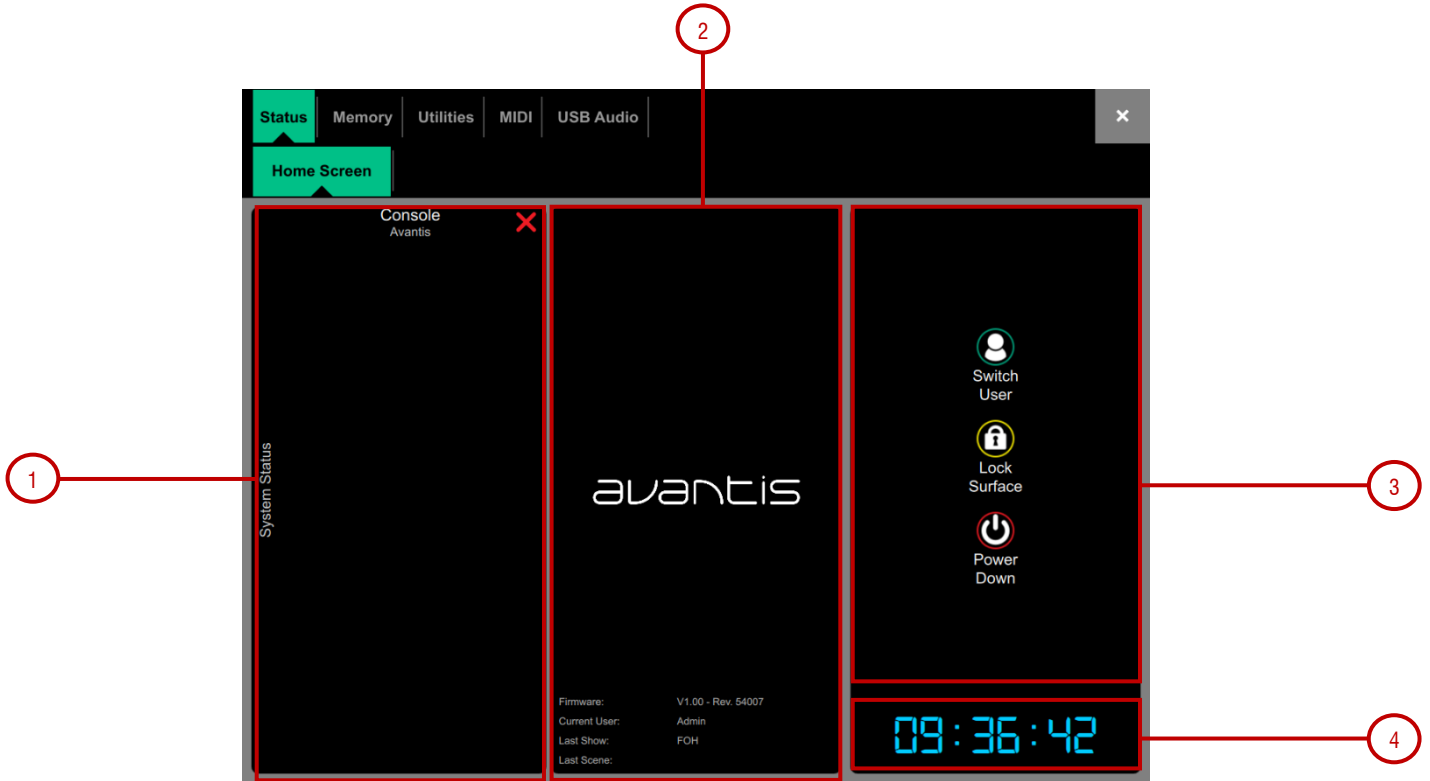 2
Status Memory Utilities MIDI USB Audio ×
Home Screen
Console
Avantis
System Status
1
avantis
Firmware: V1.00 - Rev. 54007
Current User: Admin
Last Show: FOH
Last Scene:
Switch
User
Lock
Surface
Power
Down
3
09:36:42
4